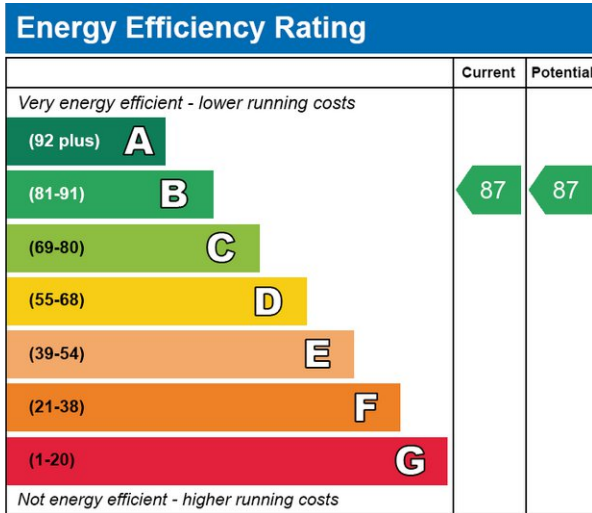 Energy Efficiency Rating
Current Potential
Very energy efficient - lower running costs
(92 plus) A
(81-91) B 87 87
(69-80) C
(55-68) D
(39-54) E
(21-38) F
(1-20) G
Not energy efficient - higher running costs